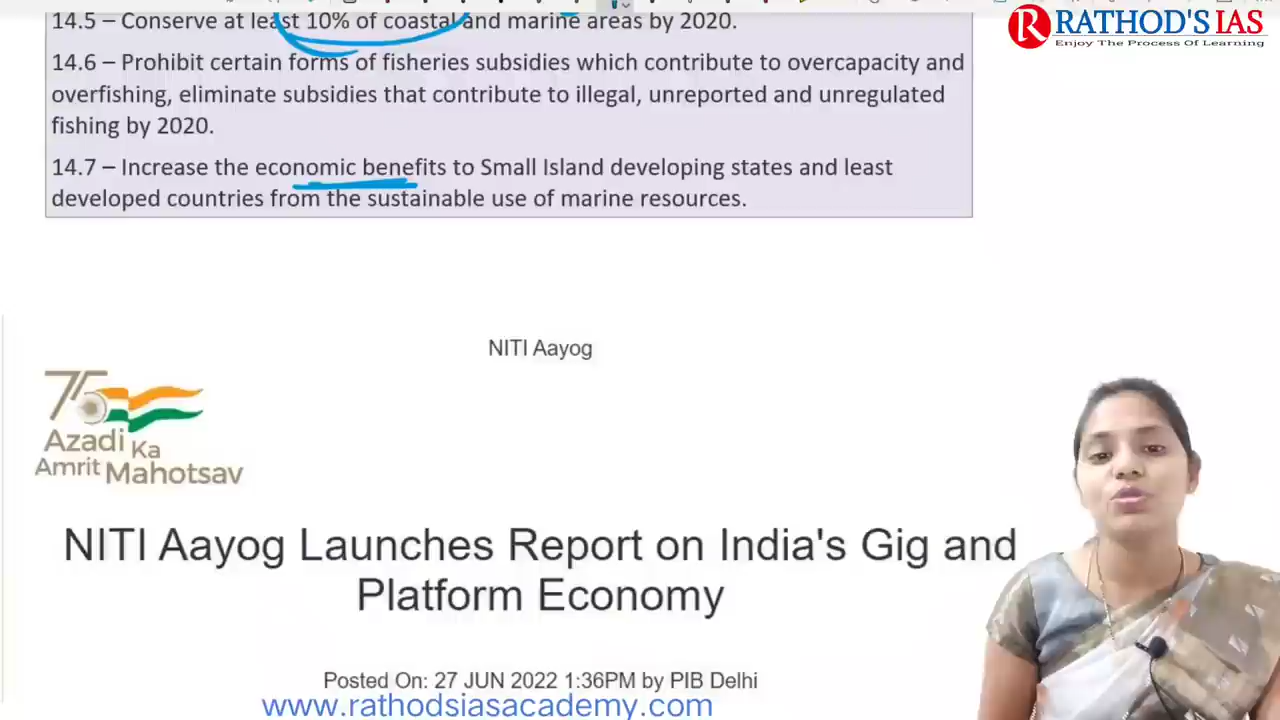 14.5 – Conserve at least 10% of coastal and marine areas by 2020.
14.6 – Prohibit certain forms of fisheries subsidies which contribute to overcapacity and
overfishing, eliminate subsidies that contribute to illegal, unreported and unregulated
fishing by 2020.
14.7 – Increase the economic benefits to Small Island developing states and least
developed countries from the sustainable use of marine resources.
R RATHOD'S IAS
Enjoy The Process Of Learning
NITI Aayog
75
Azadi Ka
Amrit Mahotsav
NITI Aayog Launches Report on India's Gig and
Platform Economy
Posted On: 27 JUN 2022 1:36PM by PIB Delhi
www.rathodsiasacademy.com